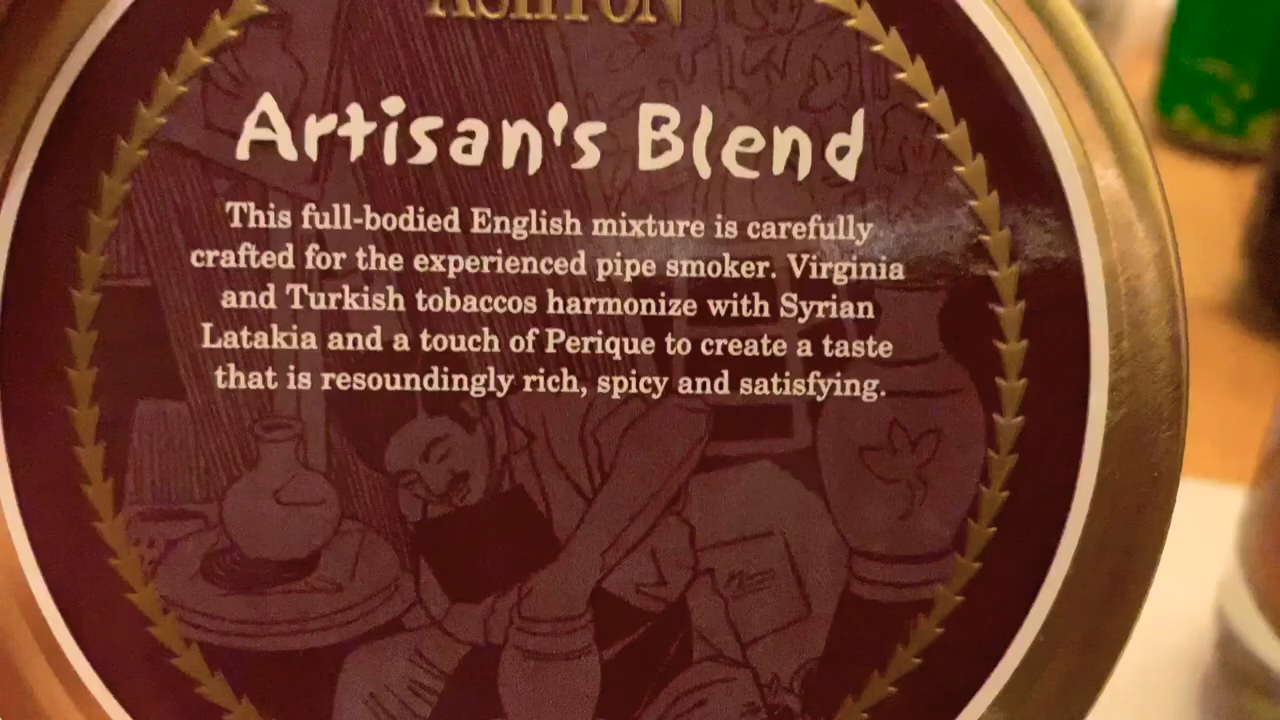 ASHTON
Artisan's Blend
This full-bodied English mixture is carefully
crafted for the experienced pipe smoker. Virginia
and Turkish tobaccos harmonize with Syrian
Latakia and a touch of Perique to create a taste
that is resoundingly rich, spicy and satisfying.